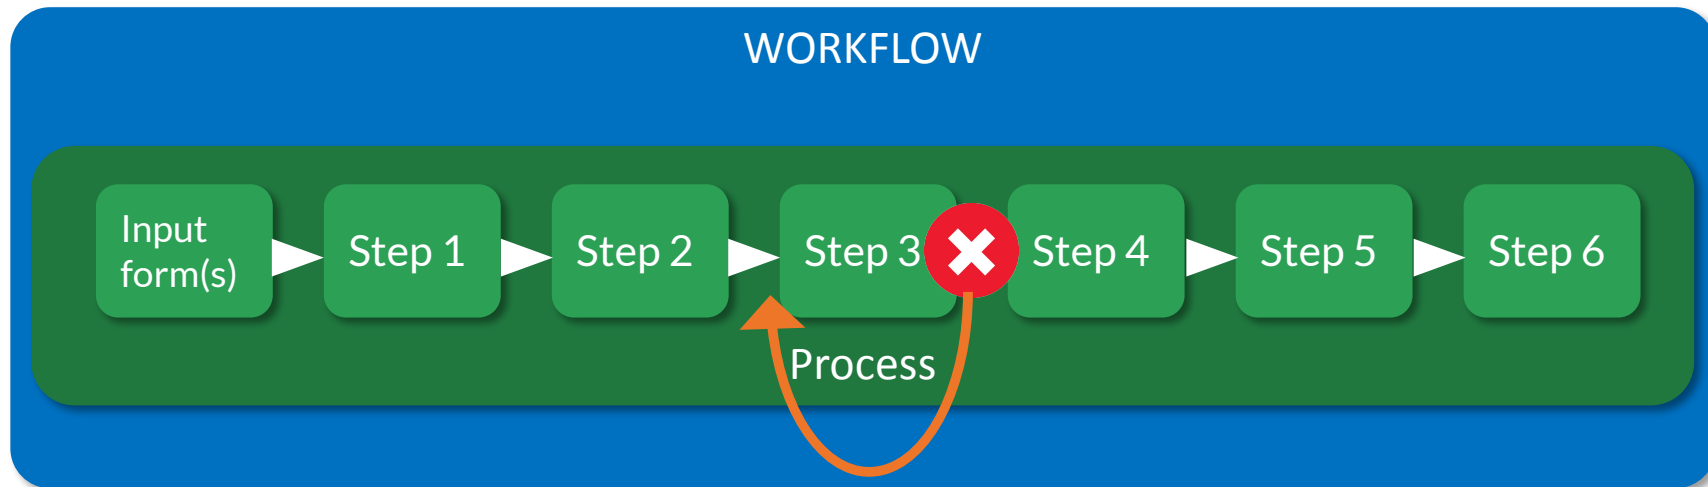 WORKFLOW
Input
form(s)
Step 1
Step 2
Step 3
Step 4
Step 5
Step 6
Process